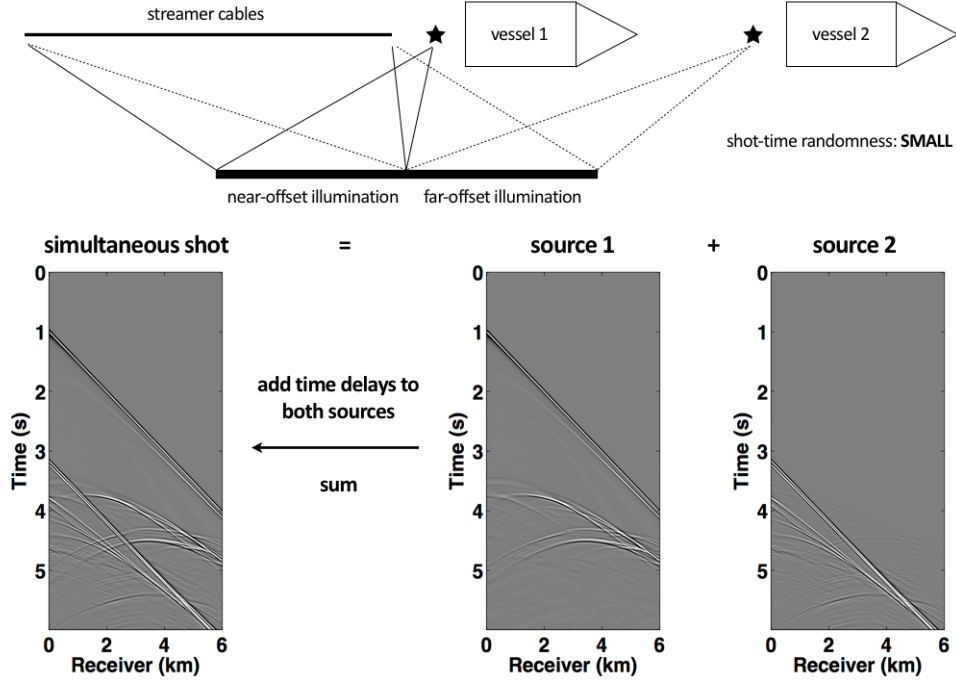 streamer cables
vessel 1
vessel 2
shot-time randomness: SMALL
near-offset illumination
far-offset illumination
simultaneous shot
=
source 1
+
source 2
0
1
2
3
4
5
Time (s)
0 2 4 6
Receiver (km)
add time delays to
both sources
sum
0
1
2
3
4
5
Time (s)
0 2 4 6
Receiver (km)
0
1
2
3
4
5
Time (s)
0 2 4 6
Receiver (km)